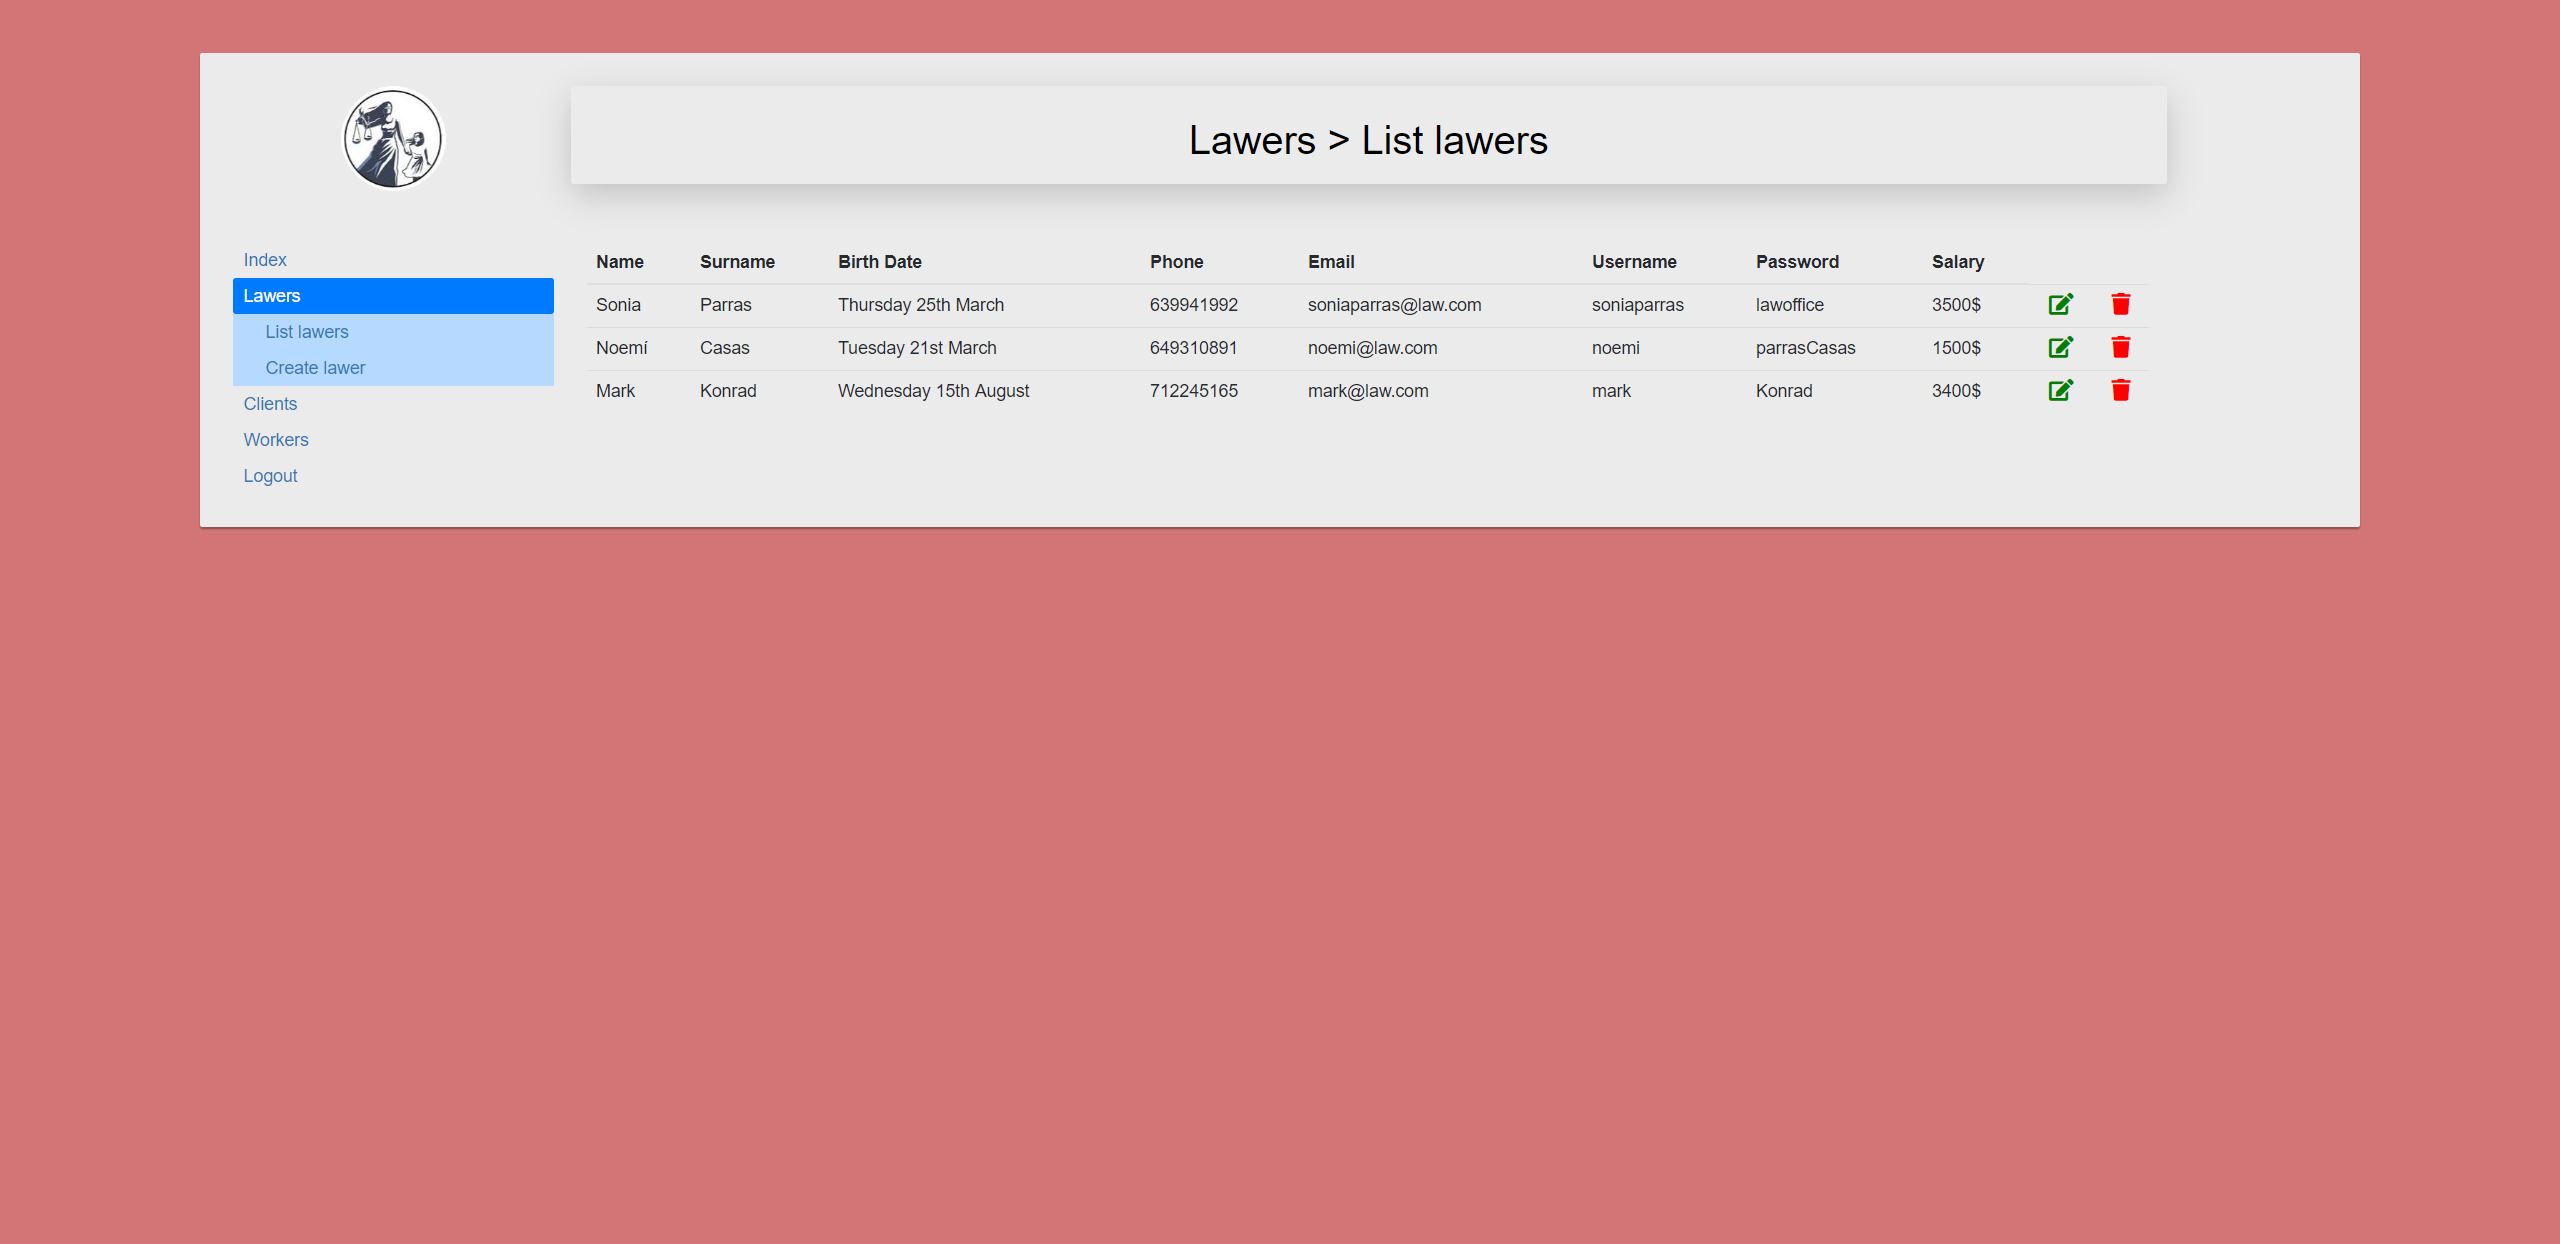 Lawers > List lawers
Index
Lawers
List lawers
Create lawer
Clients
Workers
Logout
Name Surname Birth Date Phone Email Username Password Salary
Sonia Parras Thursday 25th March 639941992 soniaparras@law.com soniaparras lawoffice 3500$
Noemí Casas Tuesday 21st March 649310891 noemi@law.com noemi parrasCasas 1500$
Mark Konrad Wednesday 15th August 712245165 mark@law.com mark Konrad 3400$